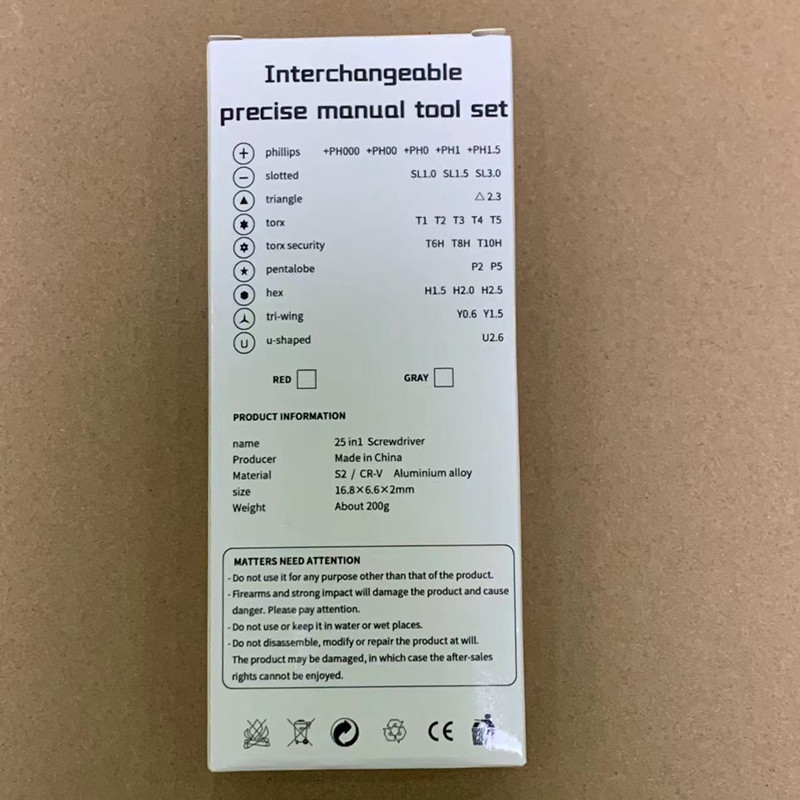 Interchangeable
precise manual tool set
phillips +PH000 +PH00 +PH0 +PH1 +PH1.5
slotted SL1.0 SL1.5 SL3.0
triangle △2.3
torx T1 T2 T3 T4 T5
torx security T6H T8H T10H
pentalobe P2 P5
hex H1.5 H2.0 H2.5
tri-wing Y0.6 Y1.5
U u-shaped U2.6
RED GRAY
PRODUCT INFORMATION
name 25 in1 Screwdriver
Producer Made in China
Material S2 / CR-V Aluminium alloy
size 16.8×6.6×2mm
Weight About 200g
MATTERS NEED ATTENTION
- Do not use it for any purpose other than that of the product.
- Firearms and strong impact will damage the product and cause
danger. Please pay attention.
- Do not use or keep it in water or wet places.
- Do not disassemble, modify or repair the product at will.
The product may be damaged, in which case the after-sales
rights cannot be enjoyed.
CE